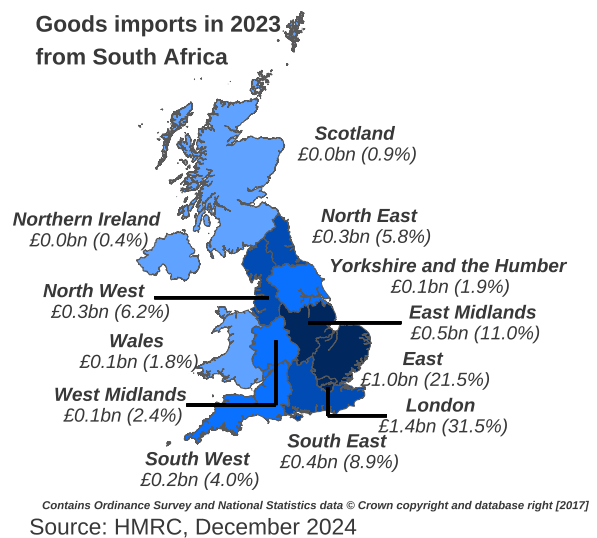 Goods imports in 2023
from South Africa
Scotland
£0.0bn (0.9%)
Northern Ireland
£0.0bn (0.4%)
North East
£0.3bn (5.8%)
Yorkshire and the Humber
£0.1bn (1.9%)
North West
£0.3bn (6.2%)
East Midlands
£0.5bn (11.0%)
Wales
£0.1bn (1.8%)
East
£1.0bn (21.5%)
West Midlands
£0.1bn (2.4%)
London
£1.4bn (31.5%)
South East
£0.4bn (8.9%)
South West
£0.2bn (4.0%)
Contains Ordinance Survey and National Statistics data © Crown copyright and database right [2017]
Source: HMRC, December 2024